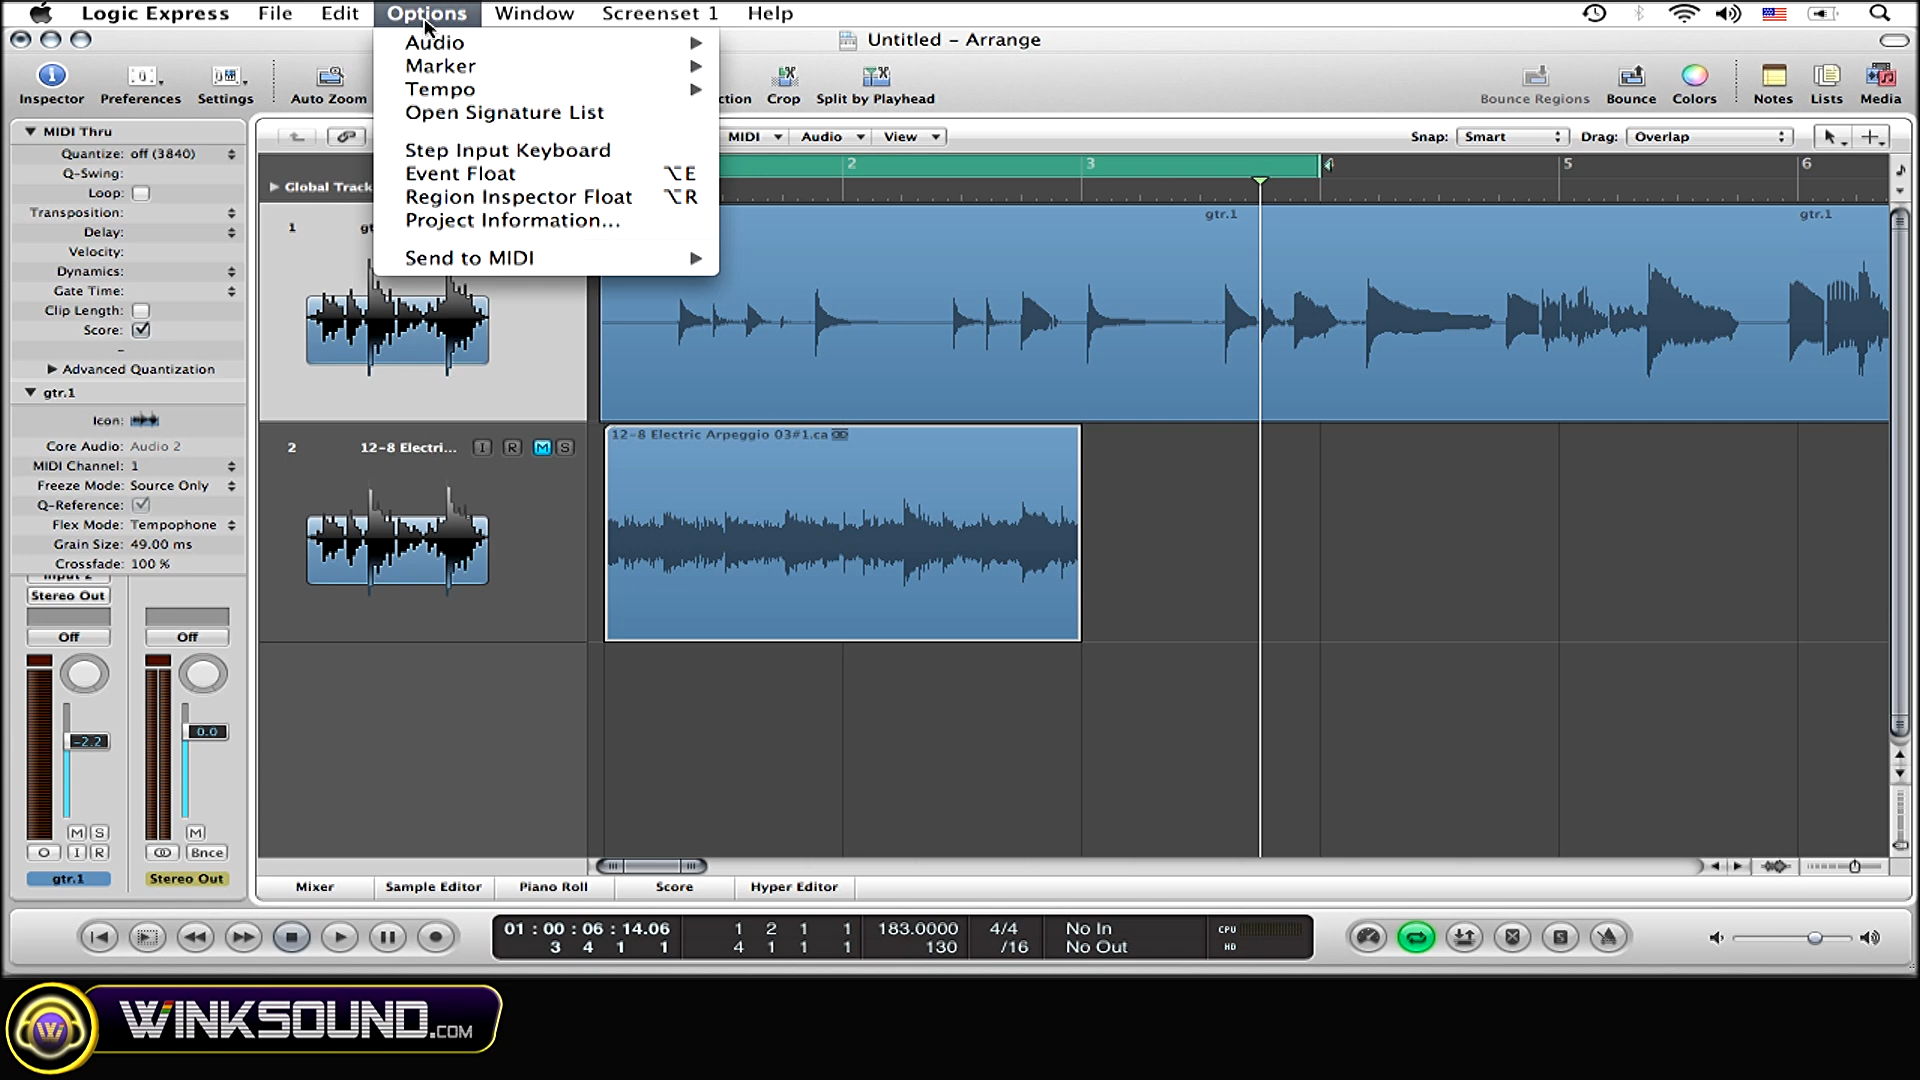 Logic Express File Edit Options Window Screenset 1 Help
Untitled - Arrange
Inspector Preferences Settings Auto Zoom ction Crop Split by Playhead Bounce Regions Bounce Colors Notes Lists Media
Audio
Marker
Tempo
Open Signature List
Step Input Keyboard
Event Float ⌥E
Region Inspector Float ⌥R
Project Information...
Send to MIDI
MIDI Audio View Snap: Smart Drag: Overlap
2 3 4 5 6
Global Track
MIDI Thru
Quantize: off (3840)
Q-Swing:
Loop:
Transposition:
Delay:
Velocity:
Dynamics:
Gate Time:
Clip Length:
Score:
–
Advanced Quantization
gtr.1
Icon:
Core Audio: Audio 2
MIDI Channel: 1
Freeze Mode: Source Only
Q-Reference:
Flex Mode: Tempophone
Grain Size: 49.00 ms
Crossfade: 100 %
Stereo Out
Off Off
-2.2 0.0
M S M
I R Bnce
gtr.1 Stereo Out
1 gt
gtr.1 gtr.1
2 12-8 Electri... I R M S
12-8 Electric Arpeggio 03#1.ca
Mixer Sample Editor Piano Roll Score Hyper Editor
01 : 00 : 06 : 14.06 1 2 1 1 183.0000 4/4 No In CPU
3 4 1 1 4 1 1 1 130 /16 No Out HD
S
W WINKSOUND.COM